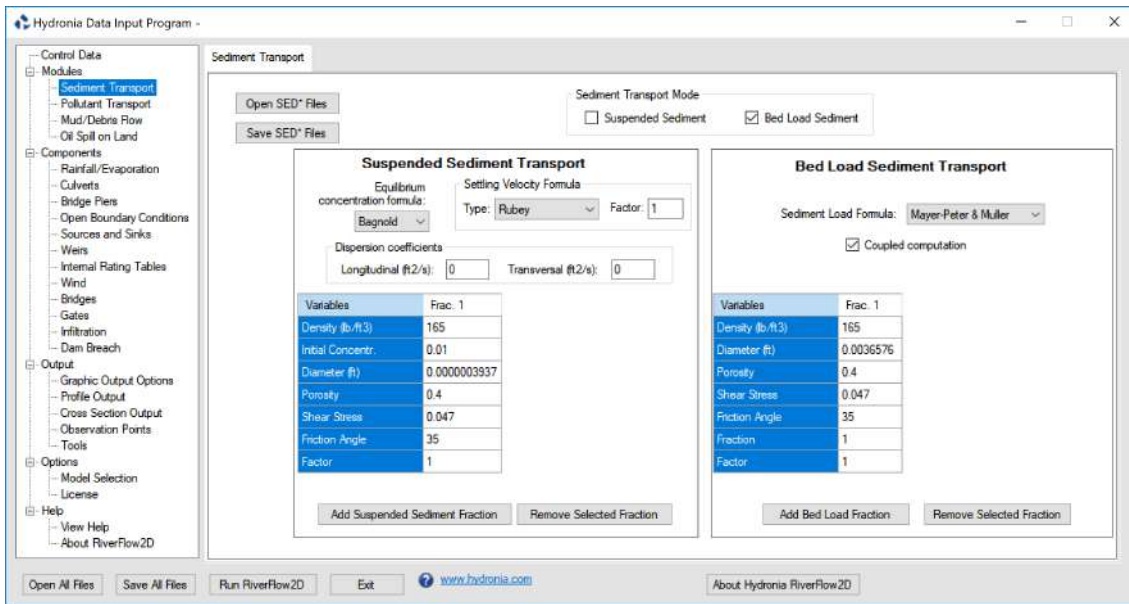 Hydronia Data Input Program -
Control Data
Modules
Sediment Transport
Pollutant Transport
Mud/Debris Flow
Oil Spill on Land
Components
Rainfall/Evaporation
Culverts
Bridge Piers
Open Boundary Conditions
Sources and Sinks
Weirs
Internal Rating Tables
Wind
Bridges
Gates
Infiltration
Dam Breach
Output
Graphic Output Options
Profile Output
Cross Section Output
Observation Points
Tools
Options
Model Selection
License
Help
View Help
About RiverFlow2D
Sediment Transport
Open SED* Files
Save SED* Files
Sediment Transport Mode
Suspended Sediment Bed Load Sediment
Suspended Sediment Transport
Equilibrium
concentration formula:
Bagnold
Settling Velocity Formula
Type: Rubey Factor: 1
Dispersion coefficients
Longitudinal (ft2/s): 0 Transversal (ft2/s): 0
Variables Frac. 1
Density (lb/ft3) 165
Initial Concentr. 0.01
Diameter (ft) 0.0000003937
Porosity 0.4
Shear Stress 0.047
Friction Angle 35
Factor 1
Add Suspended Sediment Fraction Remove Selected Fraction
Bed Load Sediment Transport
Sediment Load Formula: Mayer-Peter & Muller
Coupled computation
Variables Frac. 1
Density (lb/ft3) 165
Diameter (ft) 0.0036576
Porosity 0.4
Shear Stress 0.047
Friction Angle 35
Fraction 1
Factor 1
Add Bed Load Fraction Remove Selected Fraction
Open All Files Save All Files Run RiverFlow2D Exit ? www.hydronia.com About Hydronia RiverFlow2D